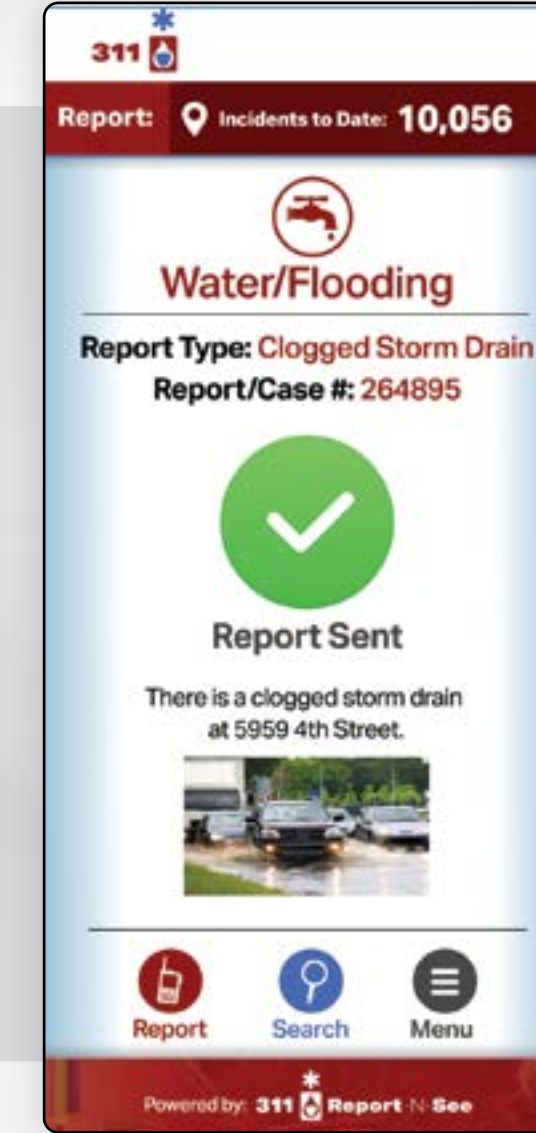 311
Report: Incidents to Date: 10,056
Water/Flooding
Report Type: Clogged Storm Drain
Report/Case #: 264895
Report Sent
There is a clogged storm drain
at 5959 4th Street.
Report Search Menu
Powered by: 311 Report-N-See